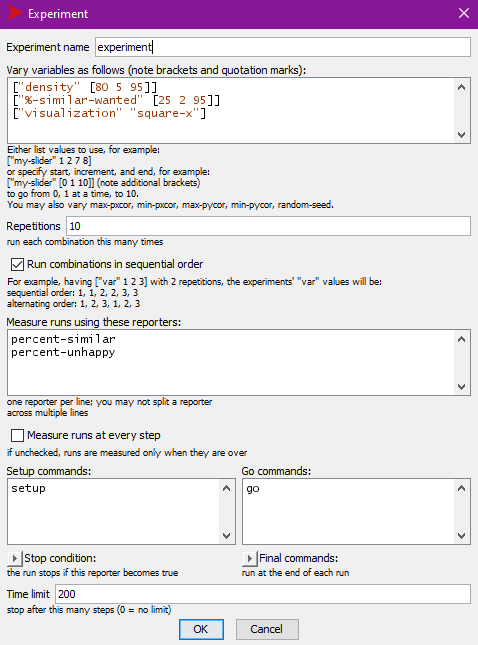 Experiment
Experiment name experiment
Vary variables as follows (note brackets and quotation marks):
["density" [80 5 95]]
["%-similar-wanted" [25 2 95]]
["visualization" "square-x"]
Either list values to use, for example:
["my-slider" 1 2 7 8]
or specify start, increment, and end, for example:
["my-slider" [0 1 10]] (note additional brackets)
to go from 0, 1 at a time, to 10.
You may also vary max-pxcor, min-pxcor, max-pycor, min-pycor, random-seed.
Repetitions 10
run each combination this many times
Run combinations in sequential order
For example, having ["var" 1 2 3] with 2 repetitions, the experiments' "var" values will be:
sequential order: 1, 1, 2, 2, 3, 3
alternating order: 1, 2, 3, 1, 2, 3
Measure runs using these reporters:
percent-similar
percent-unhappy
one reporter per line; you may not split a reporter
across multiple lines
Measure runs at every step
if unchecked, runs are measured only when they are over
Setup commands: Go commands:
setup go
Stop condition: Final commands:
the run stops if this reporter becomes true run at the end of each run
Time limit 200
stop after this many steps (0 = no limit)
OK Cancel